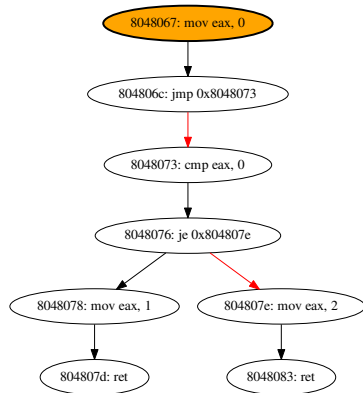 8048067: mov eax, 0
804806c: jmp 0x8048073
8048073: cmp eax, 0
8048076: je 0x804807e
8048078: mov eax, 1
804807e: mov eax, 2
804807d: ret
8048083: ret